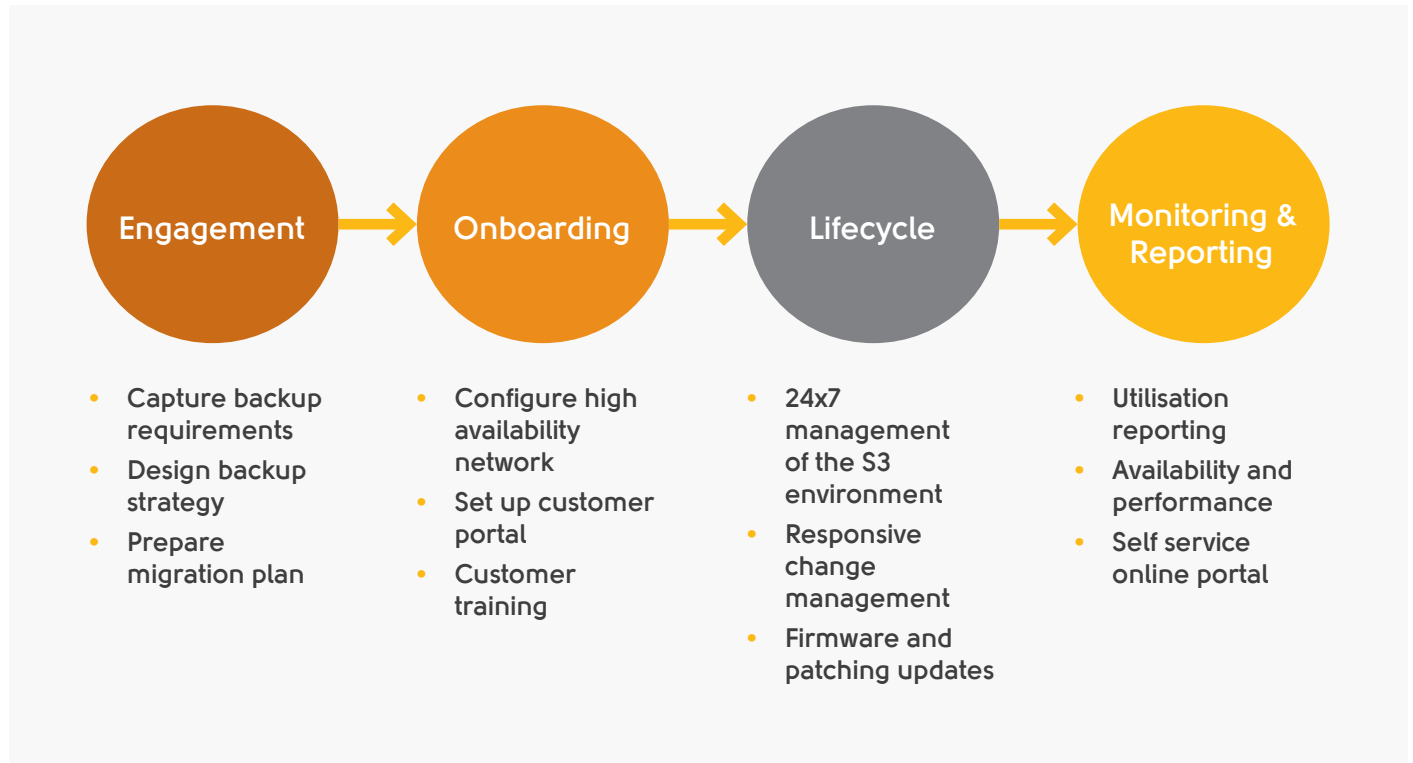 Engagement
Onboarding
Lifecycle
Monitoring &
Reporting
• Capture backup
requirements
• Design backup
strategy
• Prepare
migration plan
• Configure high
availability
network
• Set up customer
portal
• Customer
training
• 24x7
management
of the S3
environment
• Responsive
change
management
• Firmware and
patching updates
• Utilisation
reporting
• Availability and
performance
• Self service
online portal